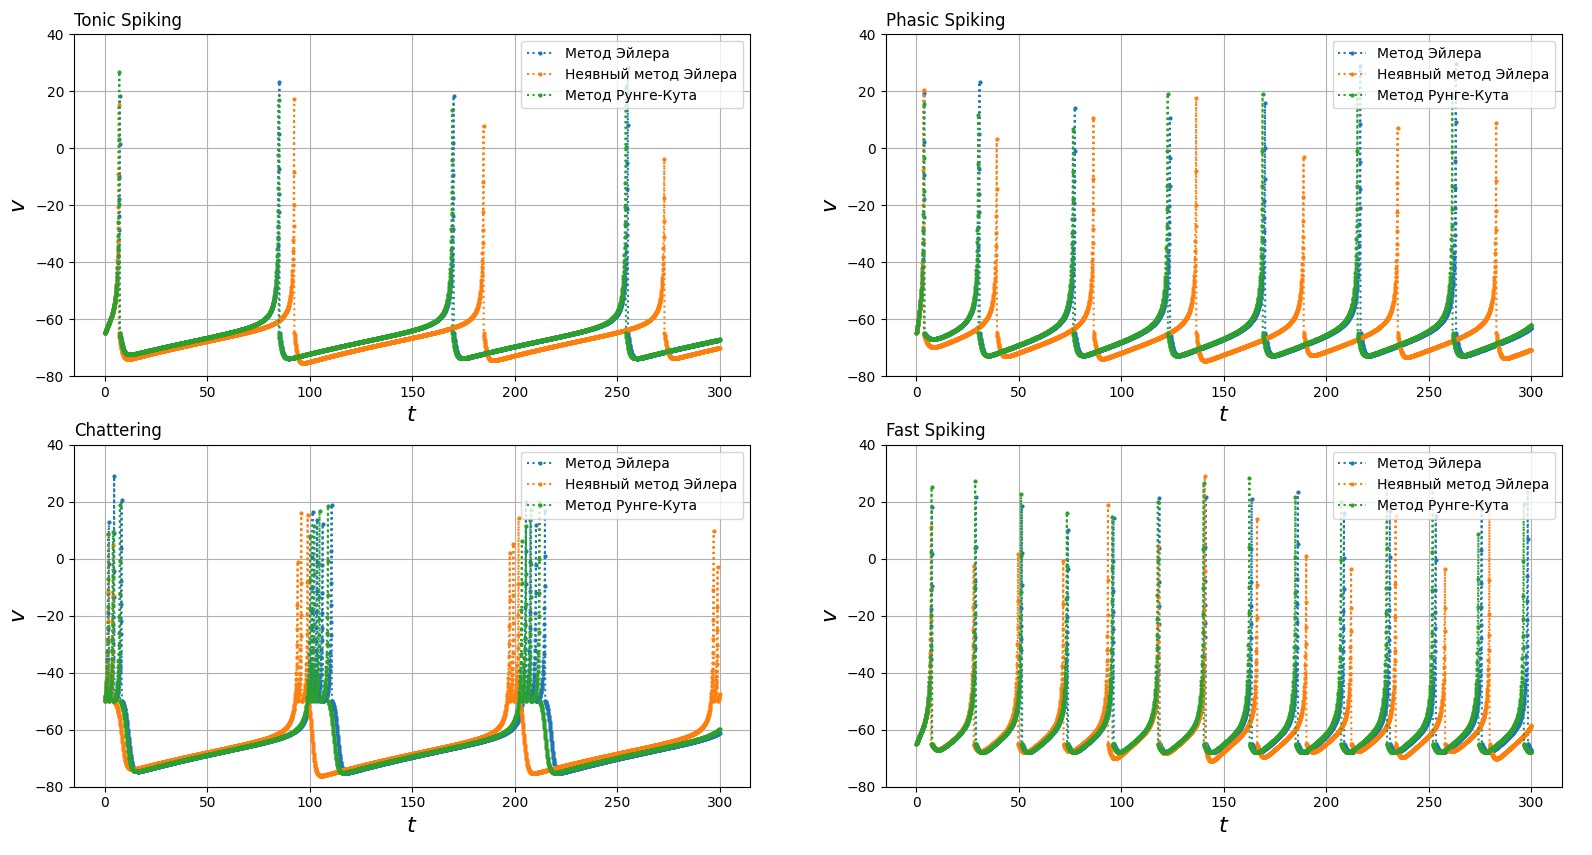 Tonic Spiking
40
20
0
−20
−40
−60
−80
v
0 50 100 150 200 250 300
t
Метод Эйлера
Неявный метод Эйлера
Метод Рунге-Кута
Phasic Spiking
40
20
0
−20
−40
−60
−80
v
0 50 100 150 200 250 300
t
Метод Эйлера
Неявный метод Эйлера
Метод Рунге-Кута
Chattering
40
20
0
−20
−40
−60
−80
v
0 50 100 150 200 250 300
t
Метод Эйлера
Неявный метод Эйлера
Метод Рунге-Кута
Fast Spiking
40
20
0
−20
−40
−60
−80
v
0 50 100 150 200 250 300
t
Метод Эйлера
Неявный метод Эйлера
Метод Рунге-Кута